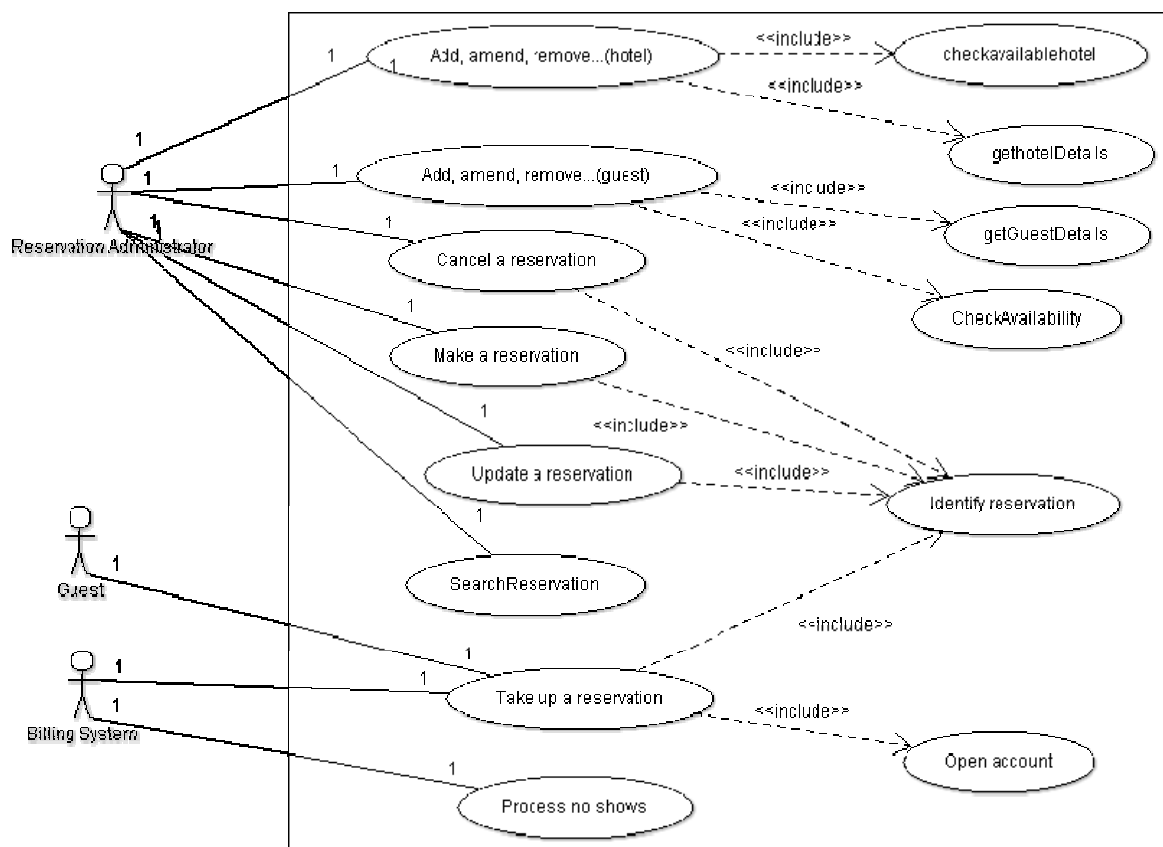 1
Add, amend, remove...(hotel)
1
<<include>>
checkavailablehotel
<<include>>
1
gethotelDetails
1
1
Add, amend, remove...(guest)
<<include>>
<<include>>
getGuestDetails
1
1
1
Reservation Administrator
Cancel a reservation
CheckAvailability
1
Make a reservation
<<include>>
1
<<include>>
Update a reservation
<<include>>
Identify reservation
1
1
Guest
SearchReservation
<<include>>
1
1
1
Take up a reservation
<<include>>
1
Billing System
Open account
1
Process no shows